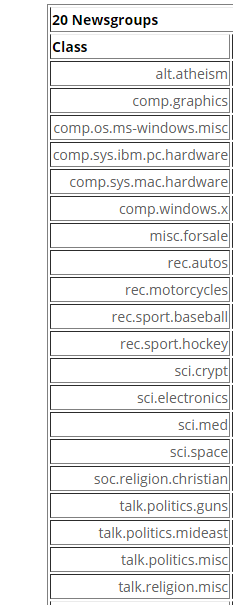 20 Newsgroups
Class
alt.atheism
comp.graphics
comp.os.ms-windows.misc
comp.sys.ibm.pc.hardware
comp.sys.mac.hardware
comp.windows.x
misc.forsale
rec.autos
rec.motorcycles
rec.sport.baseball
rec.sport.hockey
sci.crypt
sci.electronics
sci.med
sci.space
soc.religion.christian
talk.politics.guns
talk.politics.mideast
talk.politics.misc
talk.religion.misc